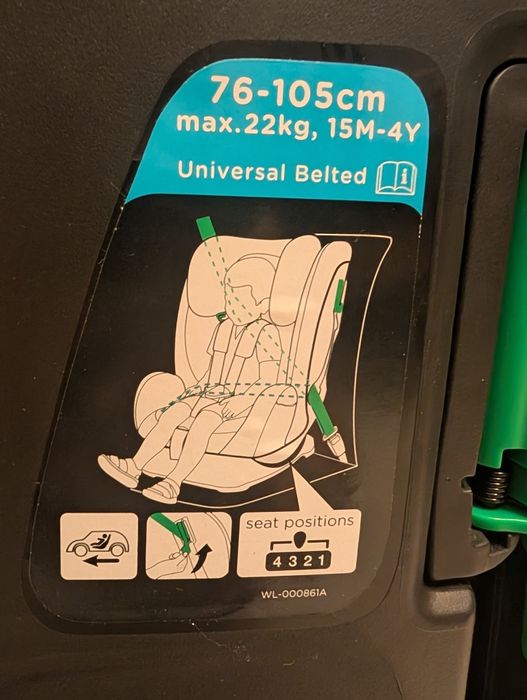 76-105cm
max.22kg, 15M-4Y
Universal Belted
i
seat positions
4 3 2 1
WL-000861A